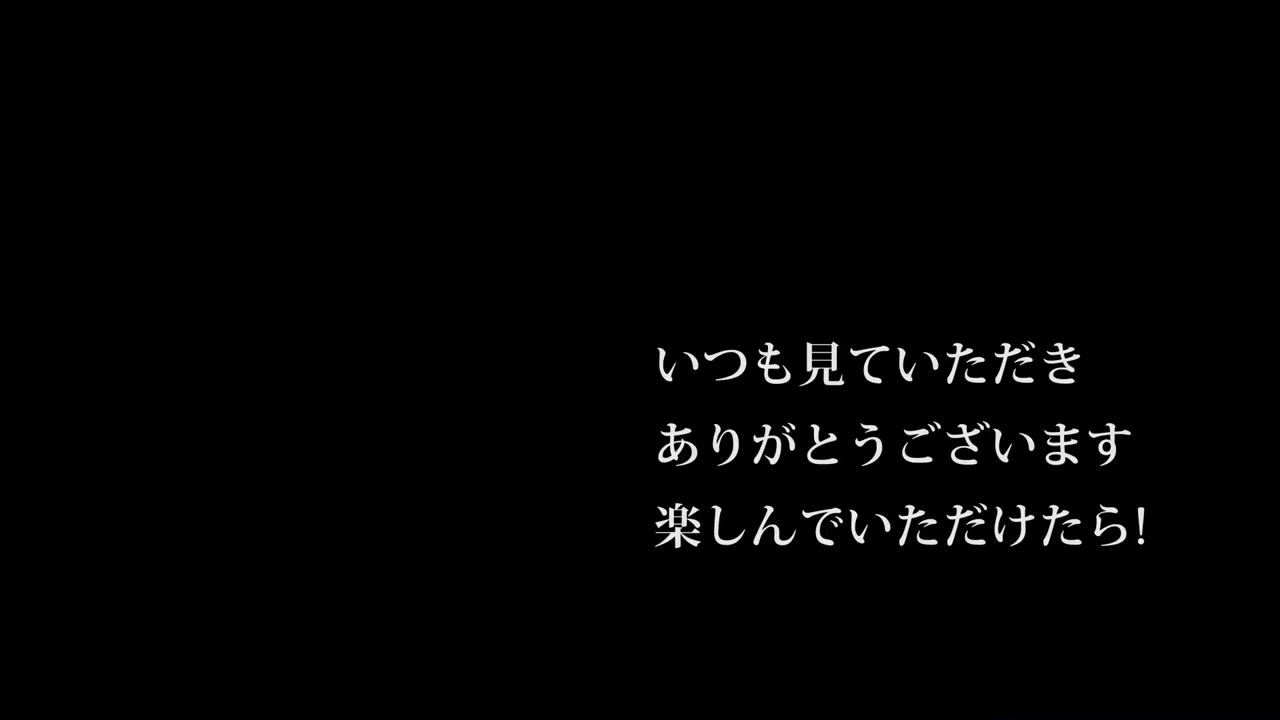 いつも見ていただき
ありがとうございます
楽しんでいただけたら!